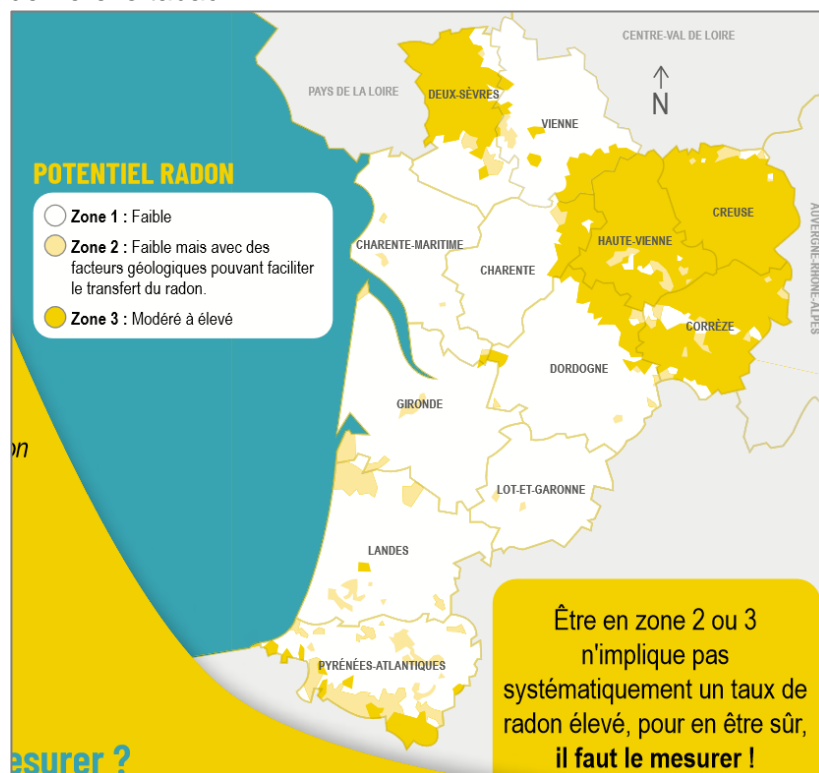 CENTRE-VAL DE LOIRE
PAYS DE LA LOIRE
DEUX-SÈVRES
N
VIENNE
POTENTIEL RADON
Zone 1 : Faible
Zone 2 : Faible mais avec des
facteurs géologiques pouvant faciliter
le transfert du radon.
Zone 3 : Modéré à élevé
CREUSE
AUVERGNE-RHÔNE-ALPES
HAUTE-VIENNE
CHARENTE-MARITIME
CHARENTE
CORRÈZE
DORDOGNE
GIRONDE
on
LOT-ET-GARONNE
LANDES
PYRÉNÉES-ATLANTIQUES
Être en zone 2 ou 3
n'implique pas
systématiquement un taux de
radon élevé, pour en être sûr,
il faut le mesurer !
esurer ?